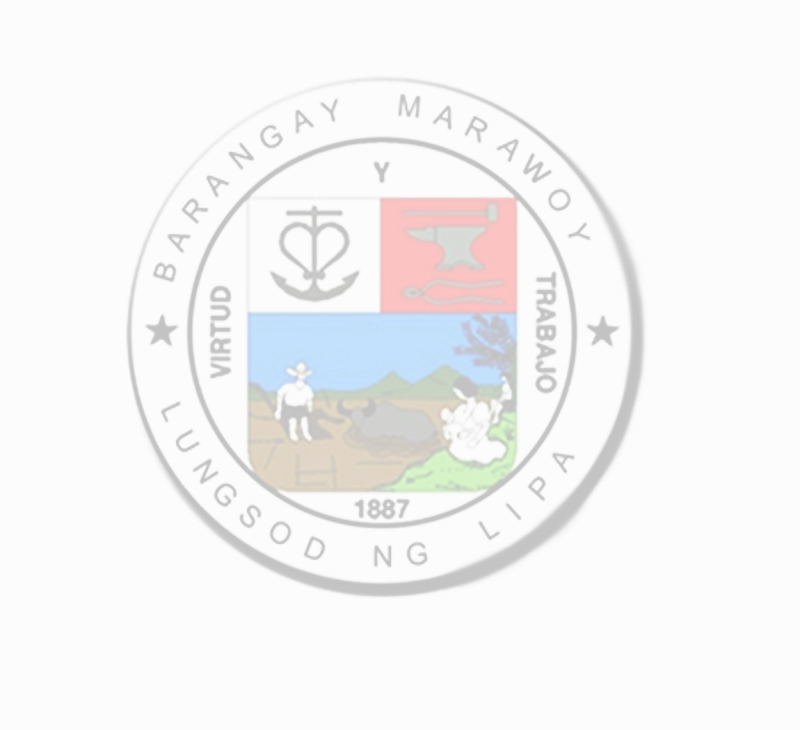 BARANGAY MARAWOY
Y
VIRTUD
TRABAJO
1887
LUNGSOD NG LIPA